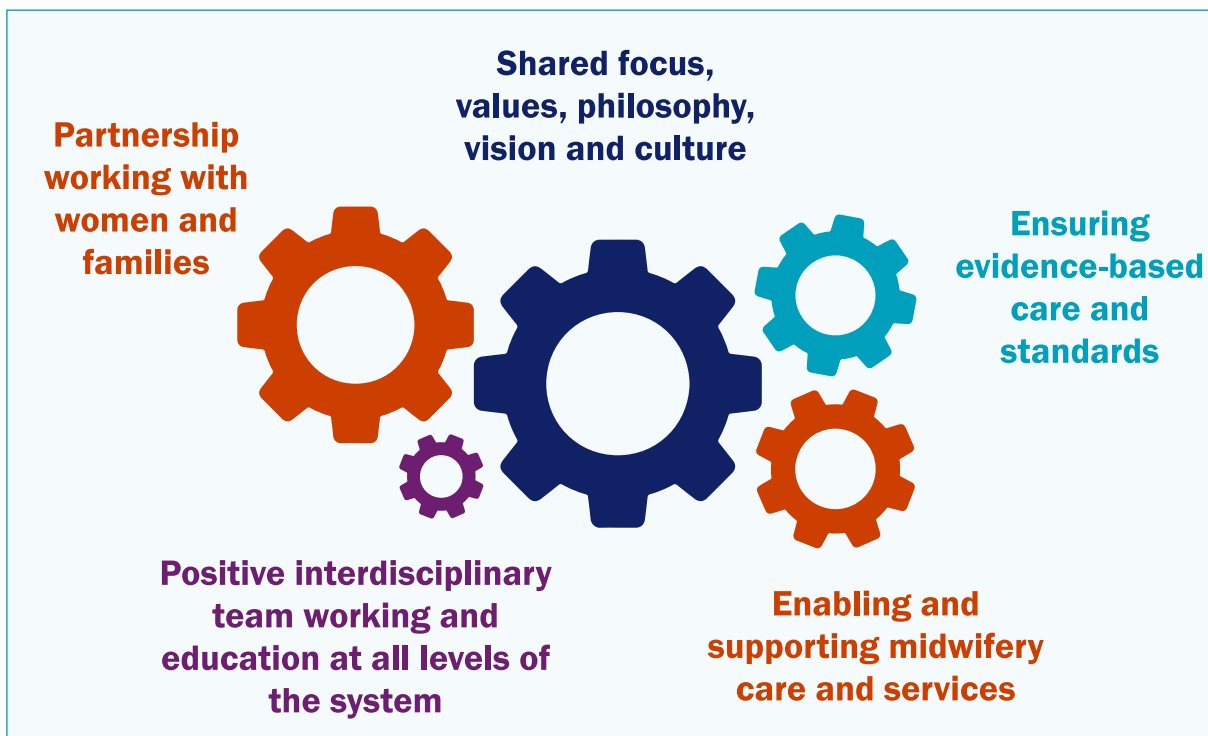 Shared focus,
values, philosophy,
vision and culture
Partnership
working with
women and
families
Ensuring
evidence-based
care and
standards
Positive interdisciplinary
team working and
education at all levels of
the system
Enabling and
supporting midwifery
care and services